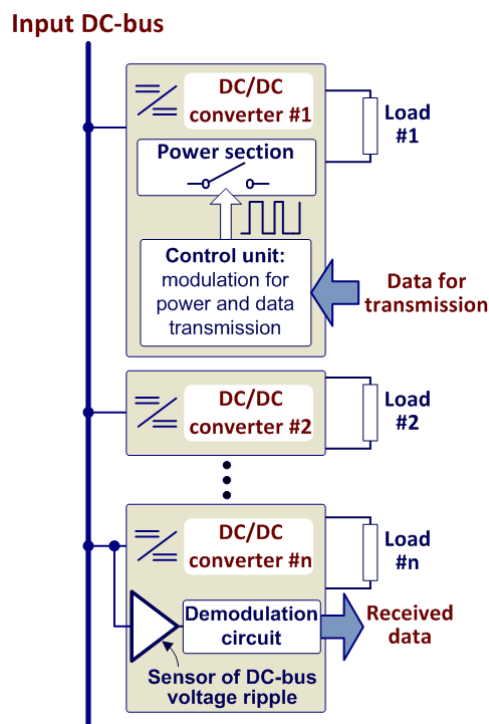 Input DC-bus
DC/DC
converter #1
Load
#1
Power section
Control unit:
modulation for
power and data
transmission
Data for
transmission
DC/DC
converter #2
Load
#2
DC/DC
converter #n
Load
#n
Demodulation
circuit
Received
data
Sensor of DC-bus
voltage ripple